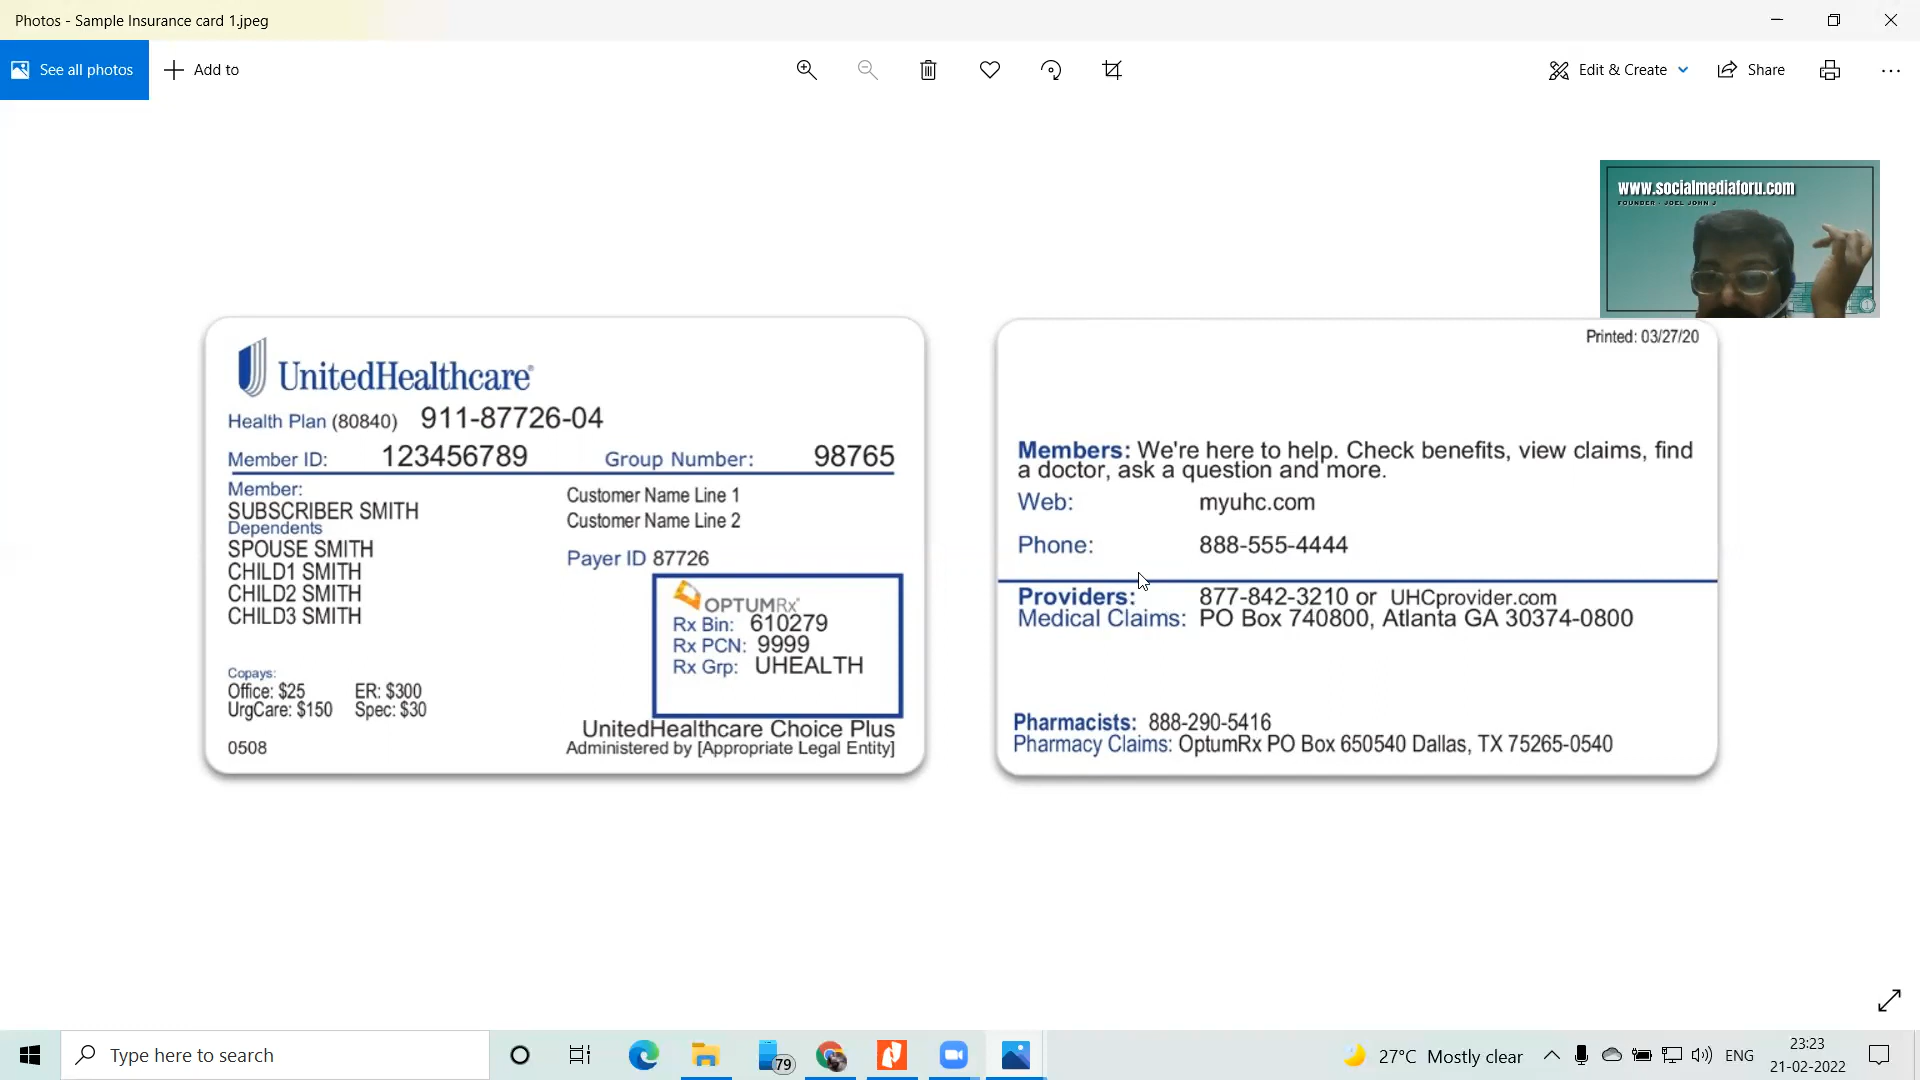 Photos - Sample Insurance card 1.jpeg
See all photos
Add to
Edit & Create
Share
www.socialmediaforu.com
FOUNDER : JOEL JOHN J
UnitedHealthcare®
Health Plan (80840) 911-87726-04
Member ID: 123456789 Group Number: 98765
Member:
SUBSCRIBER SMITH
Dependents
SPOUSE SMITH
CHILD1 SMITH
CHILD2 SMITH
CHILD3 SMITH
Customer Name Line 1
Customer Name Line 2
Payer ID 87726
OPTUMRx®
Rx Bin: 610279
Rx PCN: 9999
Rx Grp: UHEALTH
Copays:
Office: $25 ER: $300
UrgCare: $150 Spec: $30
0508
UnitedHealthcare Choice Plus
Administered by [Appropriate Legal Entity]
Printed: 03/27/20
Members: We're here to help. Check benefits, view claims, find
a doctor, ask a question and more.
Web: myuhc.com
Phone: 888-555-4444
Providers: 877-842-3210 or UHCprovider.com
Medical Claims: PO Box 740800, Atlanta GA 30374-0800
Pharmacists: 888-290-5416
Pharmacy Claims: OptumRx PO Box 650540 Dallas, TX 75265-0540
Type here to search
79
27°C Mostly clear
ENG
23:23
21-02-2022